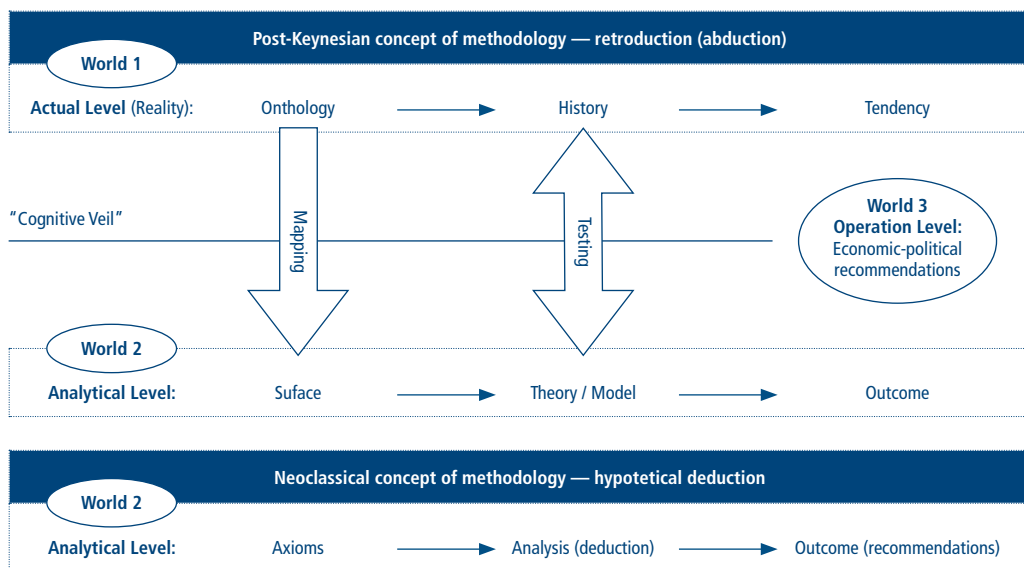 Post-Keynesian concept of methodology — retroduction (abduction)
World 1
Actual Level (Reality): Onthology History Tendency
"Cognitive Veil"
Mapping
Testing
World 3
Operation Level:
Economic-political
recommendations
World 2
Analytical Level: Suface Theory / Model Outcome
Neoclassical concept of methodology — hypotetical deduction
World 2
Analytical Level: Axioms Analysis (deduction) Outcome (recommendations)